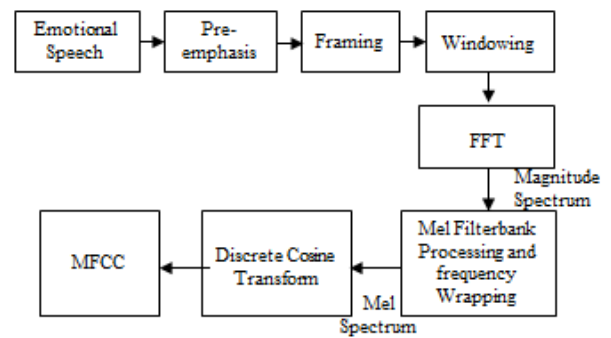 Emotional
Speech
Pre-
emphasis
Framing
Windowing
FFT
Magnitude
Spectrum
Mel Filterbank
Processing and
frequency
Wrapping
Mel
Spectrum
Discrete Cosine
Transform
MFCC